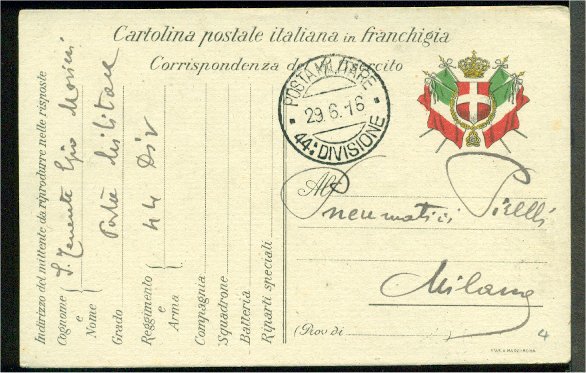 Cartolina postale italiana in franchigia
Corrispondenza del R. Esercito
POSTA MILITARE
29.6.16
44ª DIVISIONE
All
Pneumatici Pirelli
Milano
(Prov di
4
Indirizzo del mittente da riprodurre nelle risposte
Cognome e Nome
S. Tenente
Grado
Posta Militare
Reggimento e Arma
44 Div
Compagnia
Squadrone
Batteria
Riparti speciali